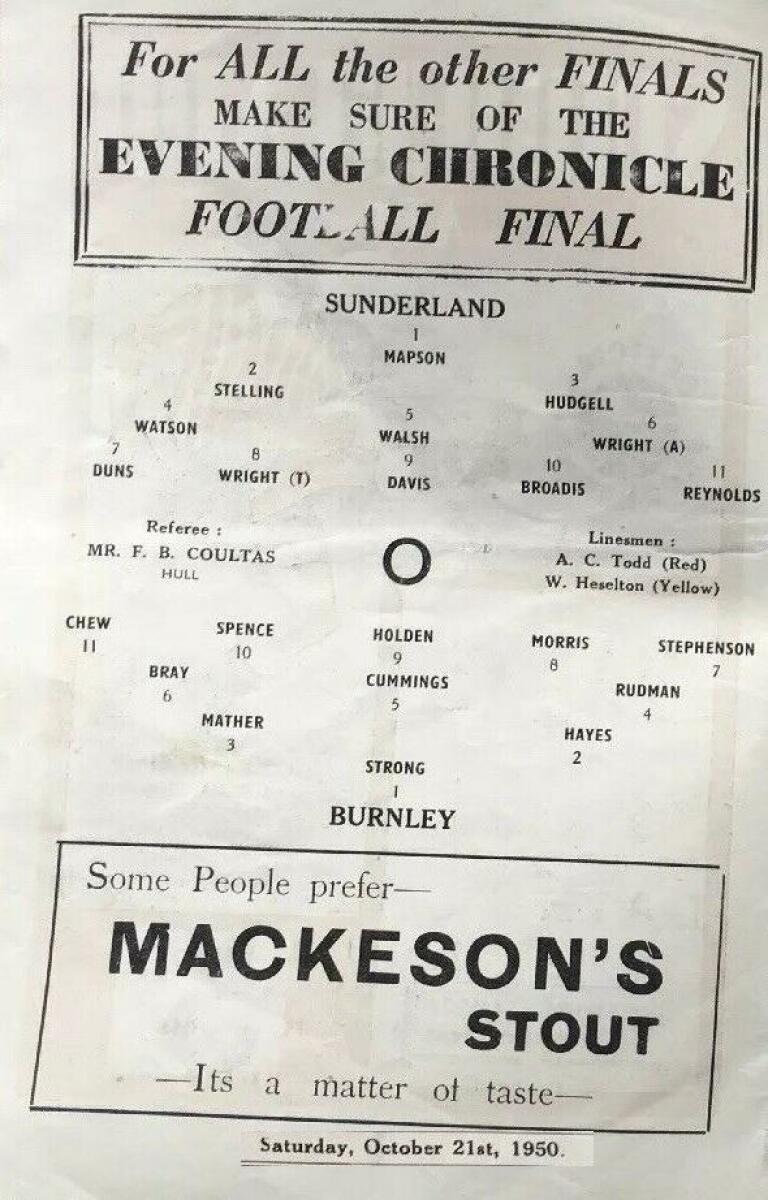 For ALL the other FINALS
MAKE SURE OF THE
EVENING CHRONICLE
FOOTBALL FINAL
SUNDERLAND
1
MAPSON
2
STELLING
3
HUDGELL
4
WATSON
5
WALSH
6
WRIGHT (A)
7
DUNS
8
WRIGHT (T)
9
DAVIS
10
BROADIS
11
REYNOLDS
Referee :
MR. F. B. COULTAS
HULL
O
Linesmen :
A. C. Todd (Red)
W. Heselton (Yellow)
CHEW
11
SPENCE
10
HOLDEN
9
MORRIS
8
STEPHENSON
7
BRAY
6
CUMMINGS
5
RUDMAN
4
MATHER
3
HAYES
2
STRONG
1
BURNLEY
Some People prefer—
MACKESON'S
STOUT
—Its a matter of taste—
Saturday, October 21st, 1950.